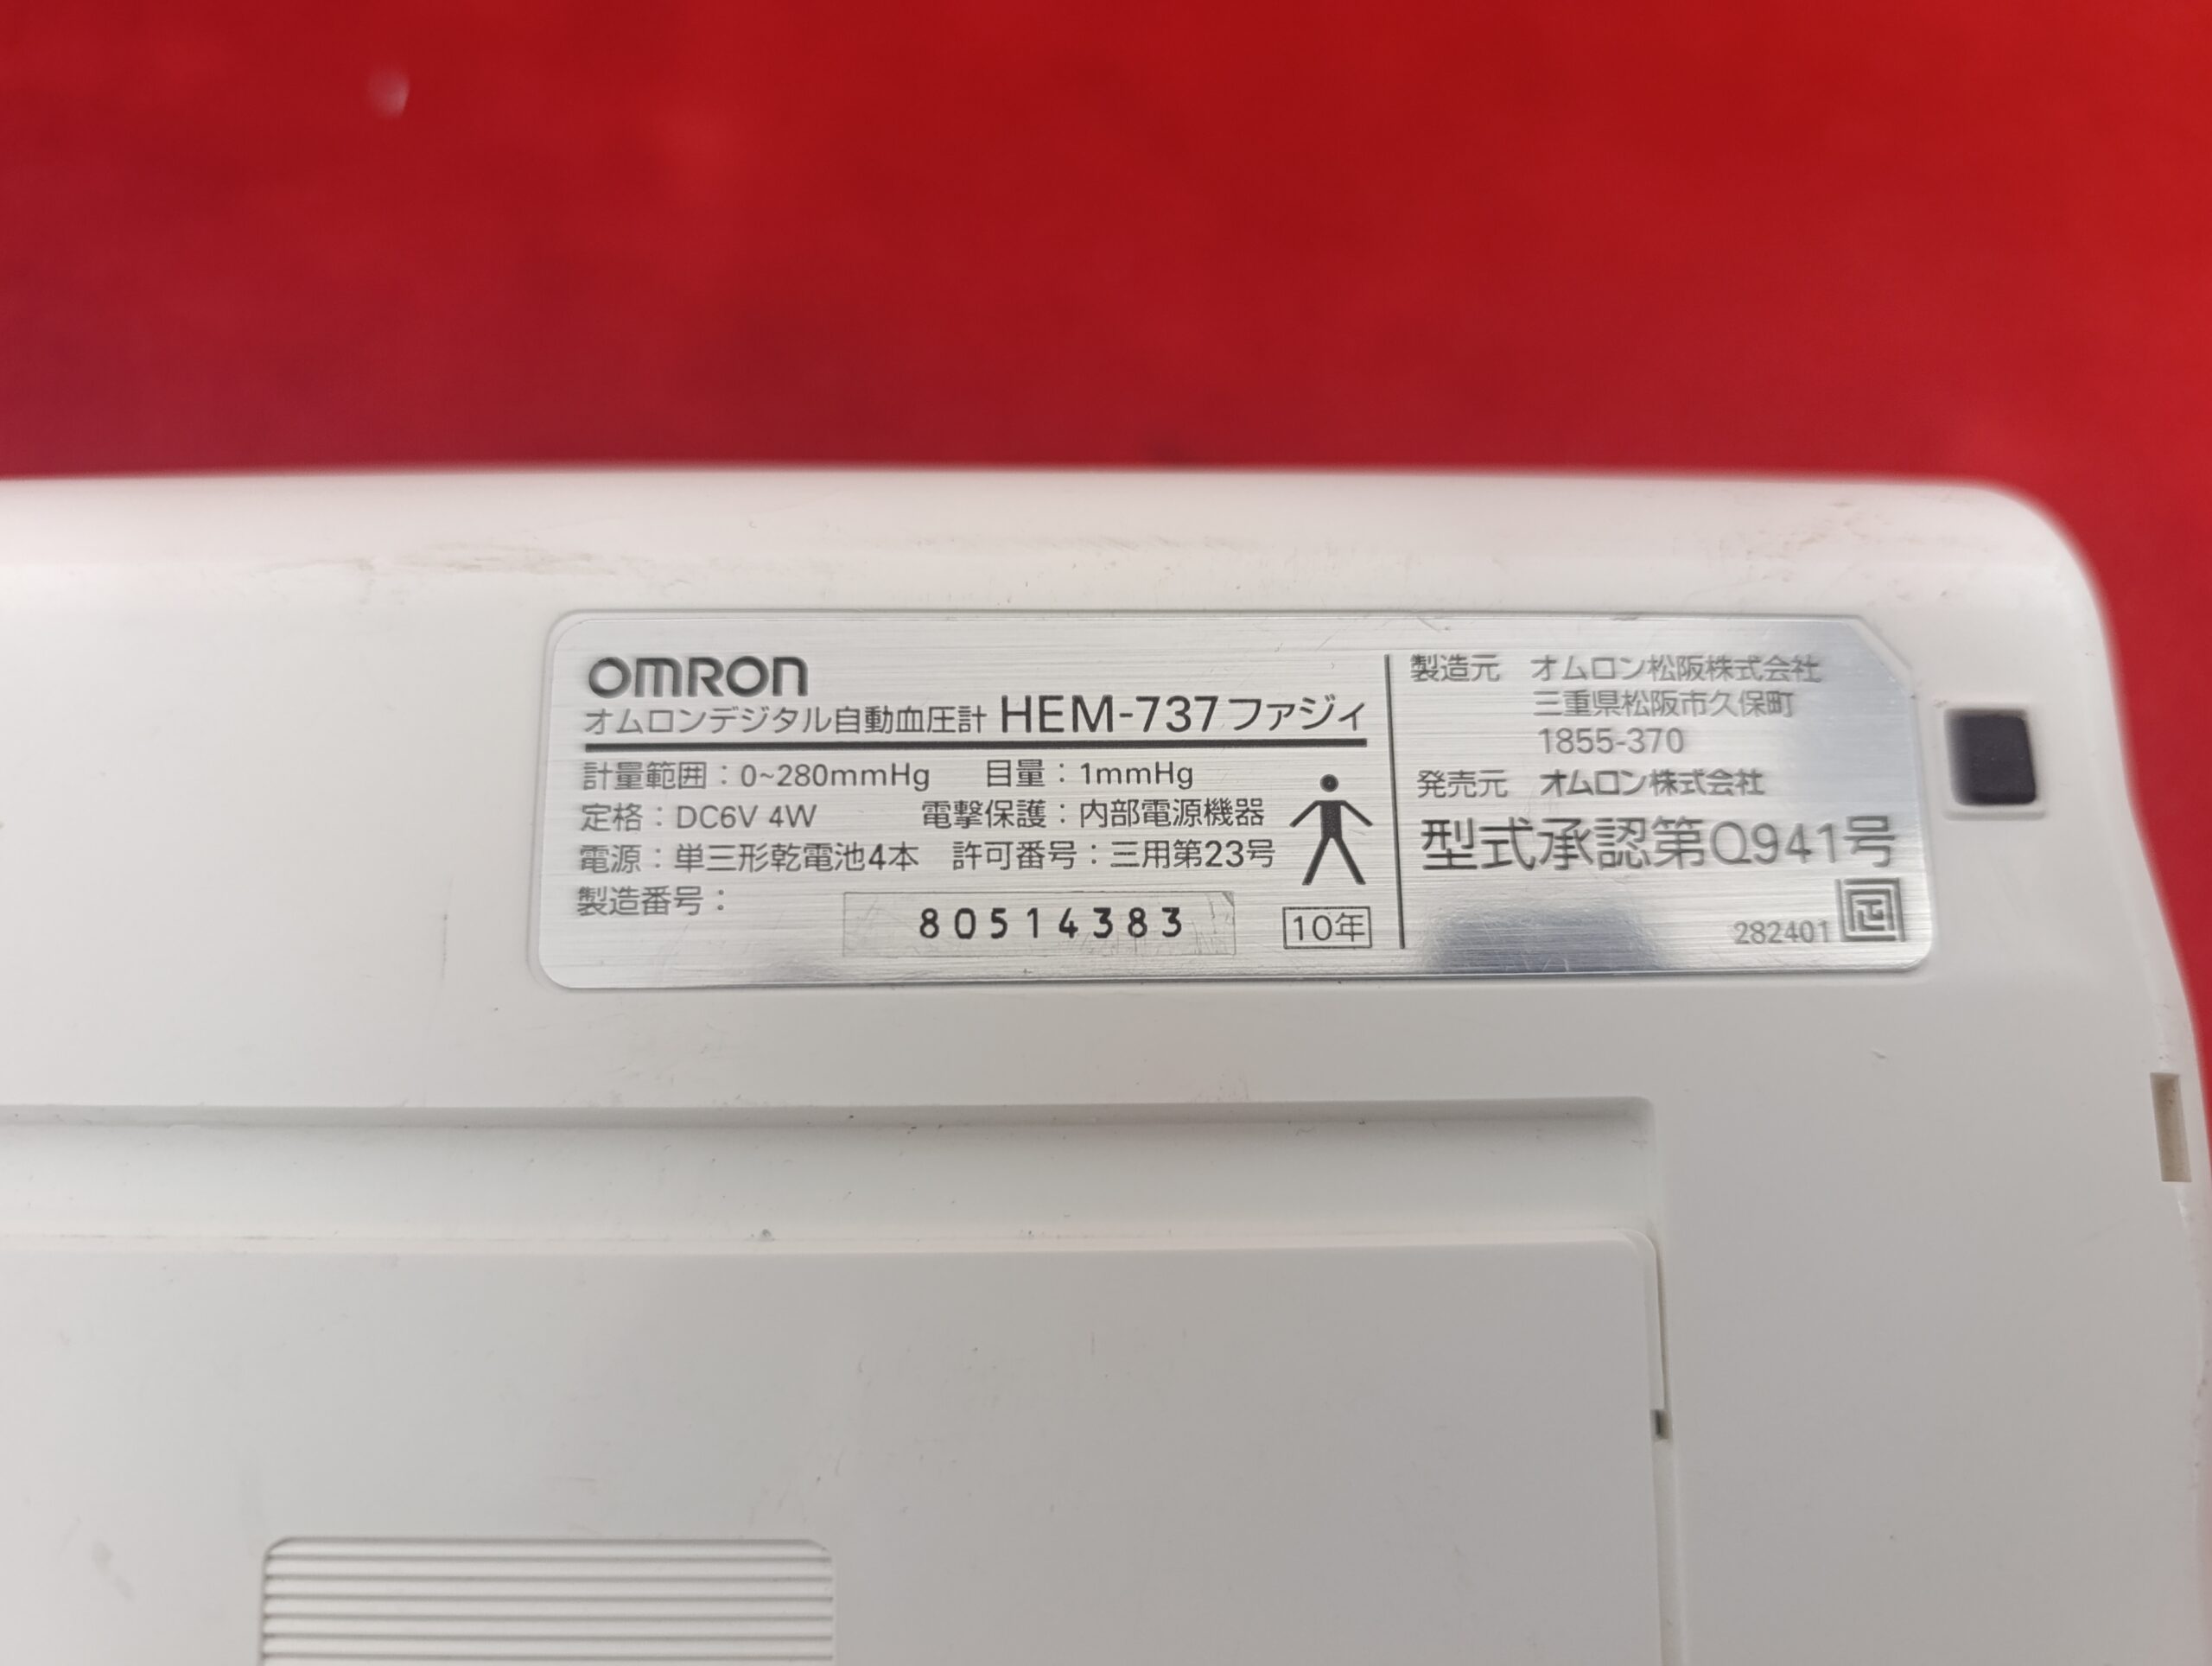 OMRON
オムロンデジタル自動血圧計 HEM-737ファジィ
計量範囲：0~280mmHg 目量：1mmHg
定格：DC6V 4W 電撃保護：内部電源機器
電源：単三形乾電池4本 許可番号：三用第23号
製造番号：
80514383
10年
製造元 オムロン松阪株式会社
三重県松阪市久保町
1855-370
発売元 オムロン株式会社
型式承認第Q941号
282401